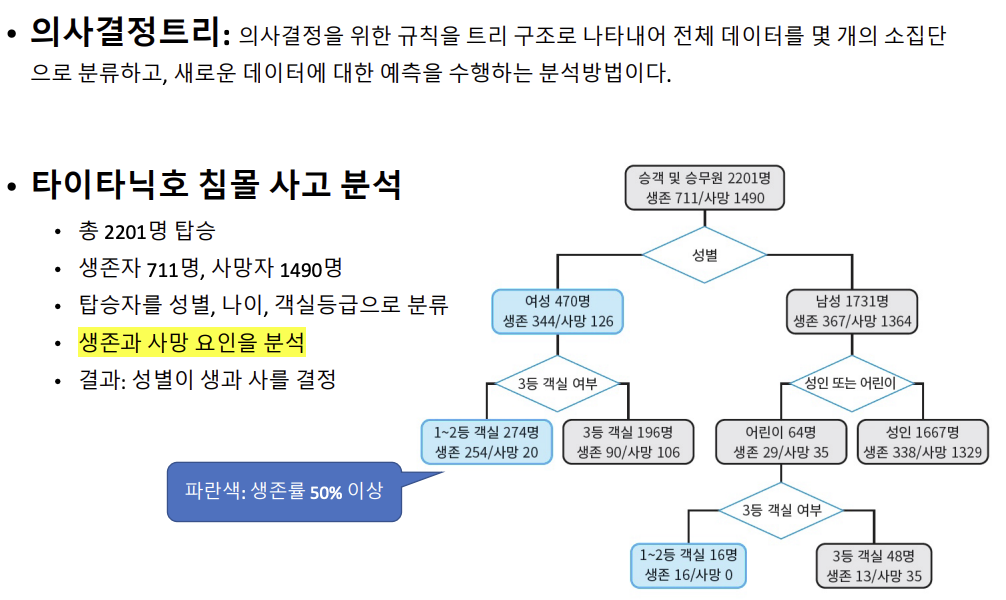 • 의사결정트리: 의사결정을 위한 규칙을 트리 구조로 나타내어 전체 데이터를 몇 개의 소집단
으로 분류하고, 새로운 데이터에 대한 예측을 수행하는 분석방법이다.
• 타이타닉호 침몰 사고 분석
• 총 2201명 탑승
• 생존자 711명, 사망자 1490명
• 탑승자를 성별, 나이, 객실등급으로 분류
• 생존과 사망 요인을 분석
• 결과: 성별이 생과 사를 결정
승객 및 승무원 2201명
생존 711/사망 1490
성별
여성 470명
생존 344/사망 126
남성 1731명
생존 367/사망 1364
3등 객실 여부
성인 또는 어린이
1~2등 객실 274명
생존 254/사망 20
3등 객실 196명
생존 90/사망 106
어린이 64명
생존 29/사망 35
성인 1667명
생존 338/사망 1329
파란색: 생존률 50% 이상
3등 객실 여부
1~2등 객실 16명
생존 16/사망 0
3등 객실 48명
생존 13/사망 35